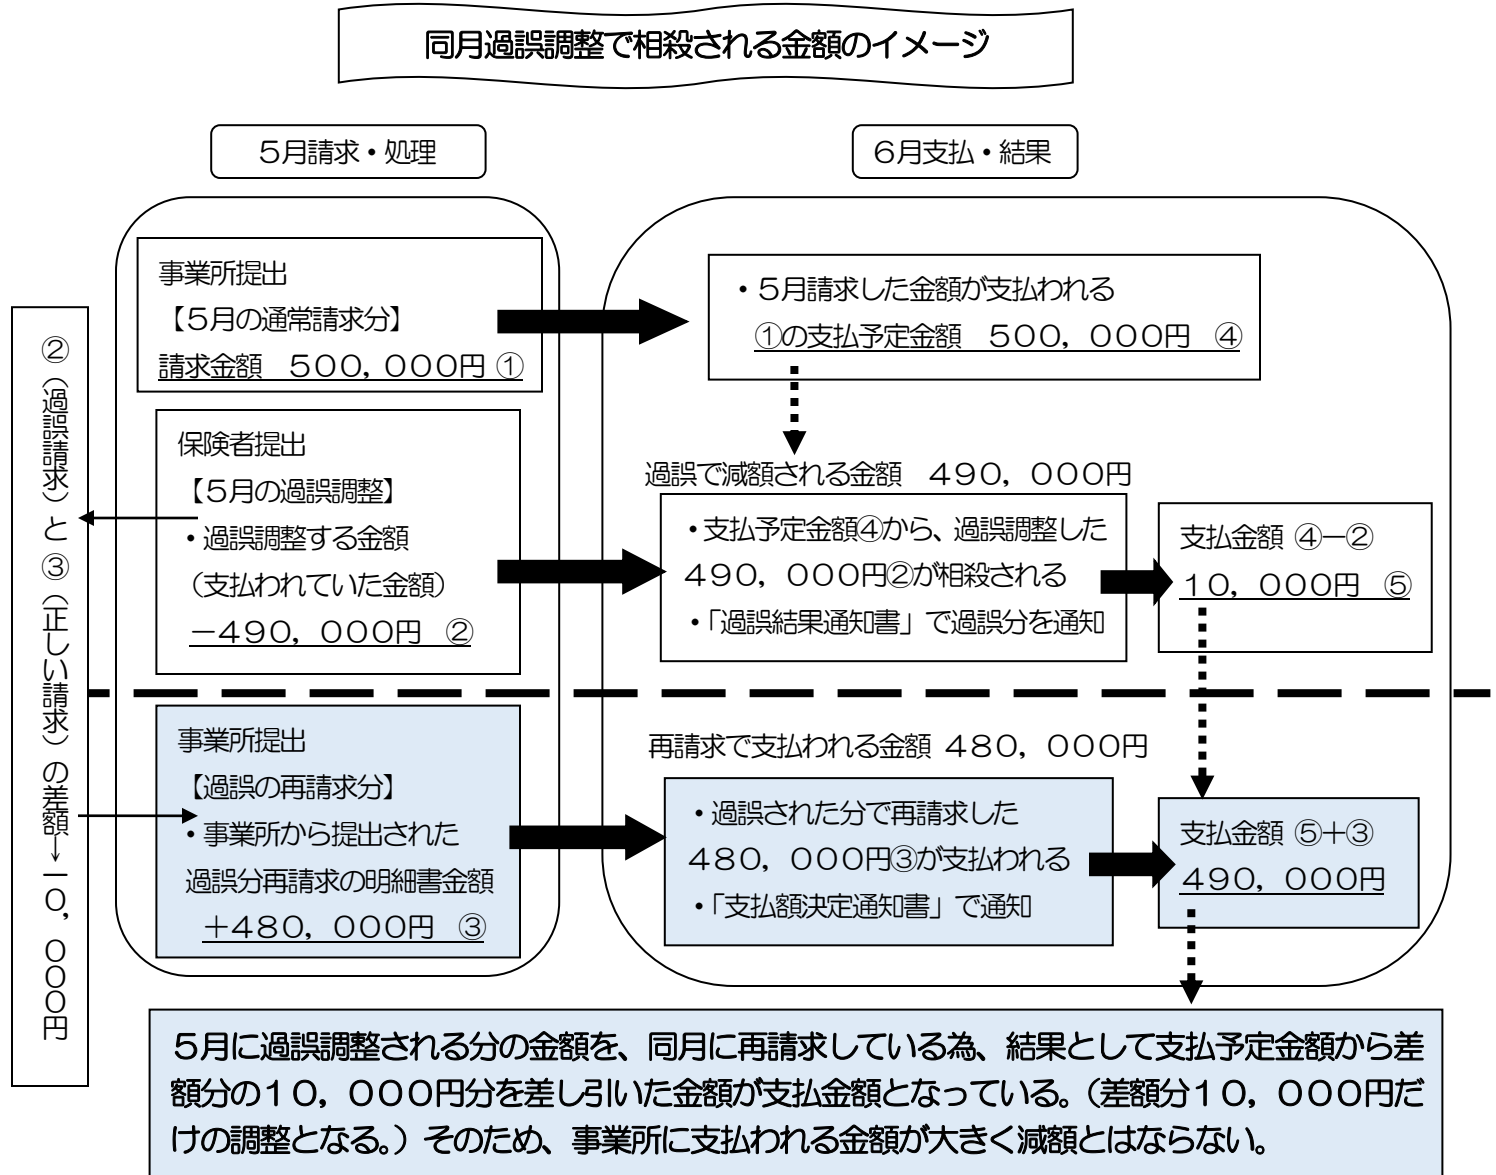 同月過誤調整で相殺される金額のイメージ
5月請求・処理
6月支払・結果
事業所提出
【5月の通常請求分】
請求金額　500,000円 ①
保険者提出
【5月の過誤調整】
・過誤調整する金額
（支払われていた金額）
－490,000円　②
事業所提出
【過誤の再請求分】
・事業所から提出された
過誤分再請求の明細書金額
＋480,000円　③
②（過誤請求）と③（正しい請求）の差額→－10,000円
・5月請求した金額が支払われる
①の支払予定金額　500,000円　④
過誤で減額される金額　490,000円
・支払予定金額④から、過誤調整した
490,000円②が相殺される
・「過誤結果通知書」で過誤分を通知
支払金額 ④－②
10,000円　⑤
再請求で支払われる金額 480,000円
・過誤された分で再請求した
480,000円③が支払われる
・「支払額決定通知書」で通知
支払金額 ⑤＋③
490,000円
5月に過誤調整される分の金額を、同月に再請求している為、結果として支払予定金額から差
額分の10,000円分を差し引いた金額が支払金額となっている。（差額分10,000円だ
けの調整となる。）そのため、事業所に支払われる金額が大きく減額とはならない。